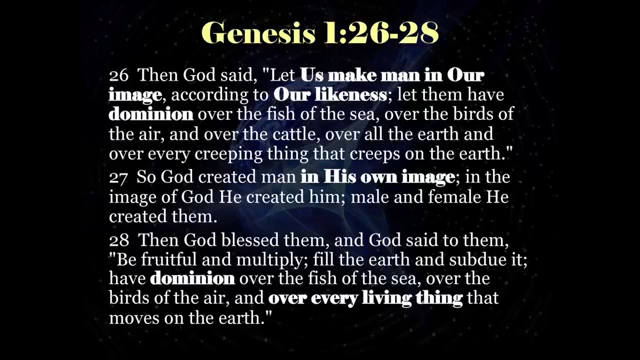 Genesis 1:26-28
26 Then God said, "Let Us make man in Our
image, according to Our likeness; let them have
dominion over the fish of the sea, over the birds of
the air, and over the cattle, over all the earth and
over every creeping thing that creeps on the earth."
27 So God created man in His own image; in the
image of God He created him; male and female He
created them.
28 Then God blessed them, and God said to them,
"Be fruitful and multiply; fill the earth and subdue it;
have dominion over the fish of the sea, over the
birds of the air, and over every living thing that
moves on the earth."